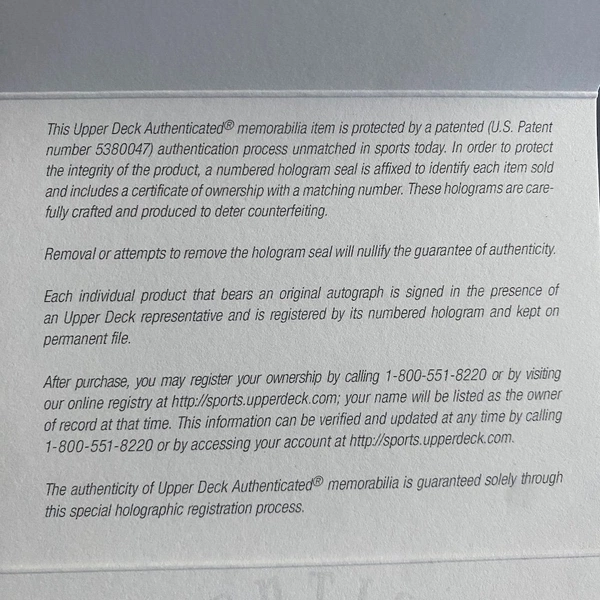 This Upper Deck Authenticated® memorabilia item is protected by a patented (U.S. Patent
number 5380047) authentication process unmatched in sports today. In order to protect
the integrity of the product, a numbered hologram seal is affixed to identify each item sold
and includes a certificate of ownership with a matching number. These holograms are care-
fully crafted and produced to deter counterfeiting.
Removal or attempts to remove the hologram seal will nullify the guarantee of authenticity.
Each individual product that bears an original autograph is signed in the presence of
an Upper Deck representative and is registered by its numbered hologram and kept on
permanent file.
After purchase, you may register your ownership by calling 1-800-551-8220 or by visiting
our online registry at http://sports.upperdeck.com; your name will be listed as the owner
of record at that time. This information can be verified and updated at any time by calling
1-800-551-8220 or by accessing your account at http://sports.upperdeck.com.
The authenticity of Upper Deck Authenticated® memorabilia is guaranteed solely through
this special holographic registration process.